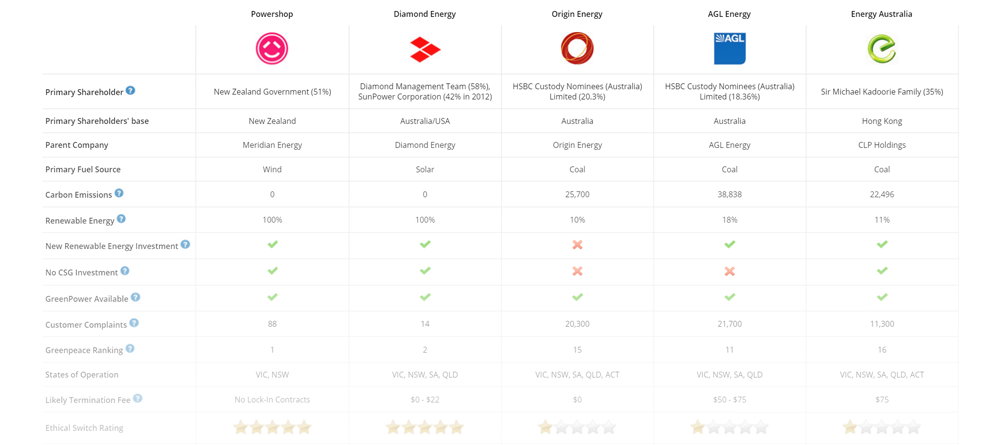 Powershop Diamond Energy Origin Energy AGL Energy Energy Australia
AGL
Primary Shareholder ? New Zealand Government (51%) Diamond Management Team (58%), SunPower Corporation (42% in 2012) HSBC Custody Nominees (Australia) Limited (20.3%) HSBC Custody Nominees (Australia) Limited (18.36%) Sir Michael Kadoorie Family (35%)
Primary Shareholders' base New Zealand Australia/USA Australia Australia Hong Kong
Parent Company Meridian Energy Diamond Energy Origin Energy AGL Energy CLP Holdings
Primary Fuel Source Wind Solar Coal Coal Coal
Carbon Emissions ? 0 0 25,700 38,838 22,496
Renewable Energy ? 100% 100% 10% 18% 11%
New Renewable Energy Investment ?
No CSG Investment ?
GreenPower Available ?
Customer Complaints ? 88 14 20,300 21,700 11,300
Greenpeace Ranking ? 1 2 15 11 16
States of Operation VIC, NSW VIC, NSW, SA, QLD VIC, NSW, SA, QLD, ACT VIC, NSW, SA, QLD VIC, NSW, SA, QLD, ACT
Likely Termination Fee ? No Lock-In Contracts $0 - $22 $0 $50 - $75 $75
Ethical Switch Rating